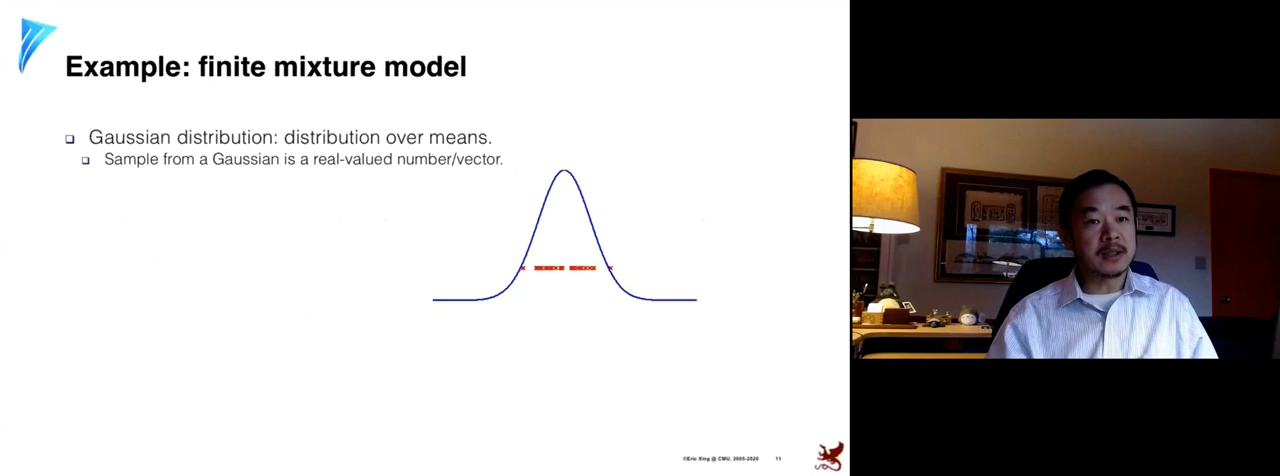 Example: finite mixture model
Gaussian distribution: distribution over means.
Sample from a Gaussian is a real-valued number/vector.
©Eric Xing @ CMU, 2005-2020 11